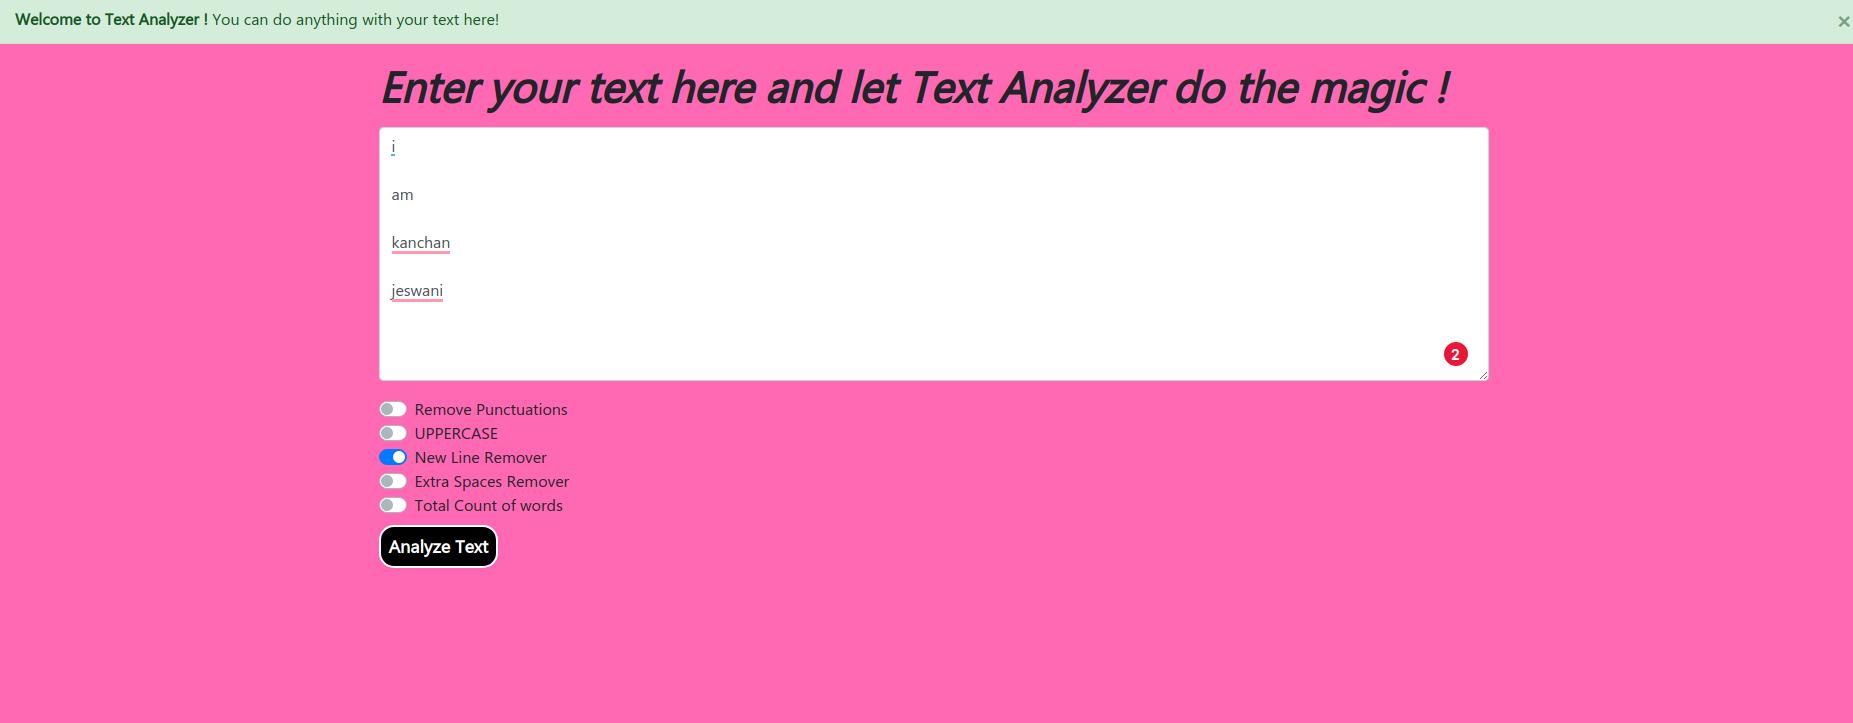 Welcome to Text Analyzer ! You can do anything with your text here!
×
Enter your text here and let Text Analyzer do the magic !
i
am
kanchan
jeswani
2
Remove Punctuations
UPPERCASE
New Line Remover
Extra Spaces Remover
Total Count of words
Analyze Text